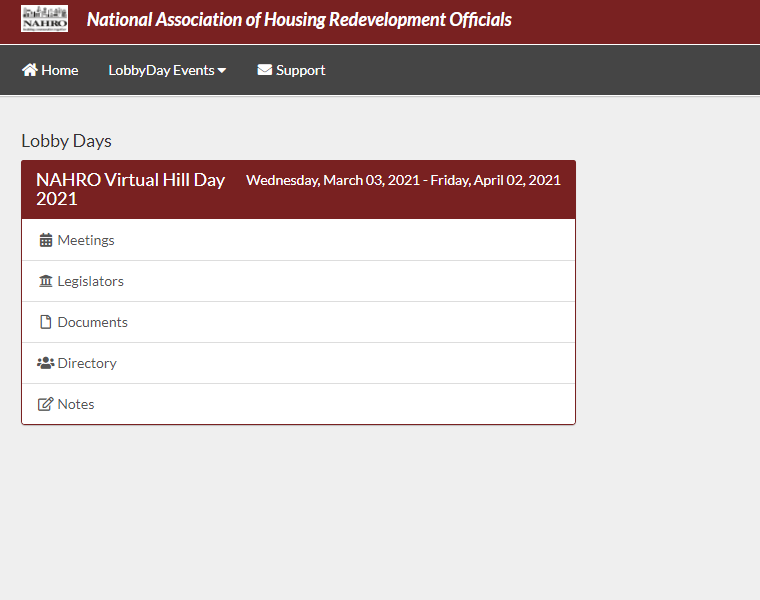 NAHRO
National Association of Housing Redevelopment Officials
Home
LobbyDay Events
Support
Lobby Days
NAHRO Virtual Hill Day
2021
Wednesday, March 03, 2021 - Friday, April 02, 2021
Meetings
Legislators
Documents
Directory
Notes